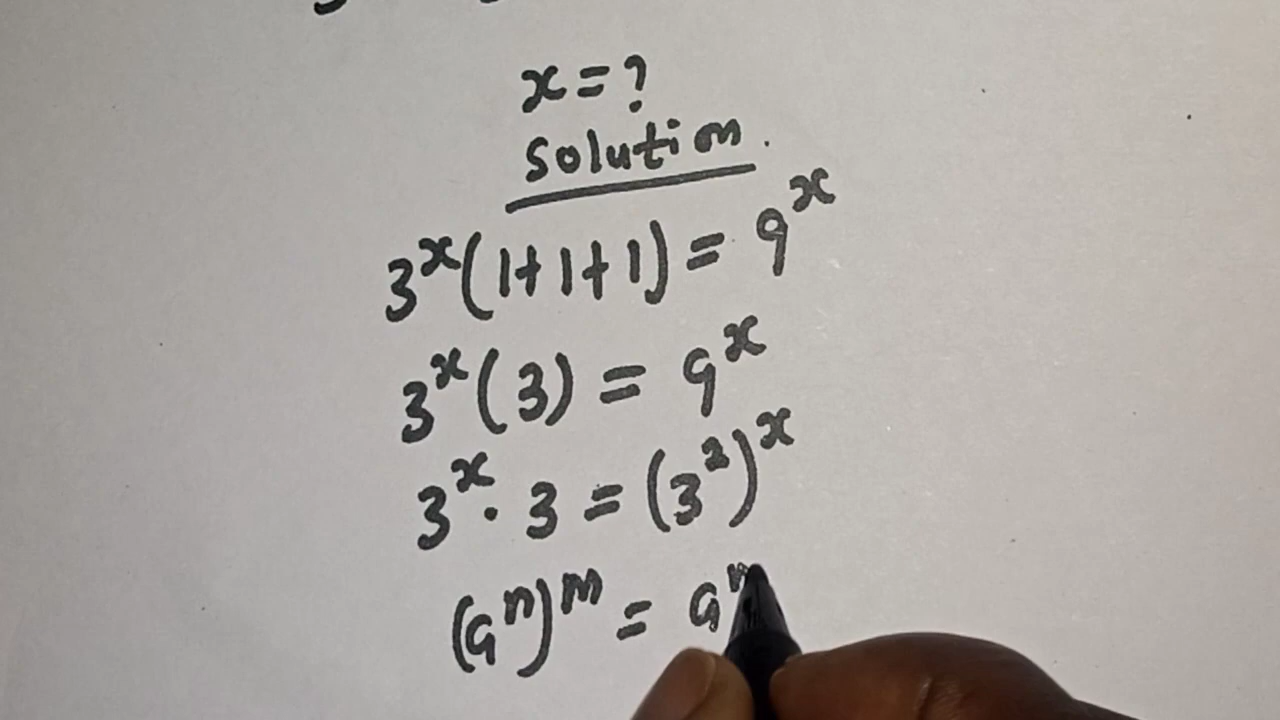 x = ?
Solution.
3^x(1+1+1) = 9^x
3^x(3) = 9^x
3^x · 3 = (3^2)^x
(a^n)^m = a^n